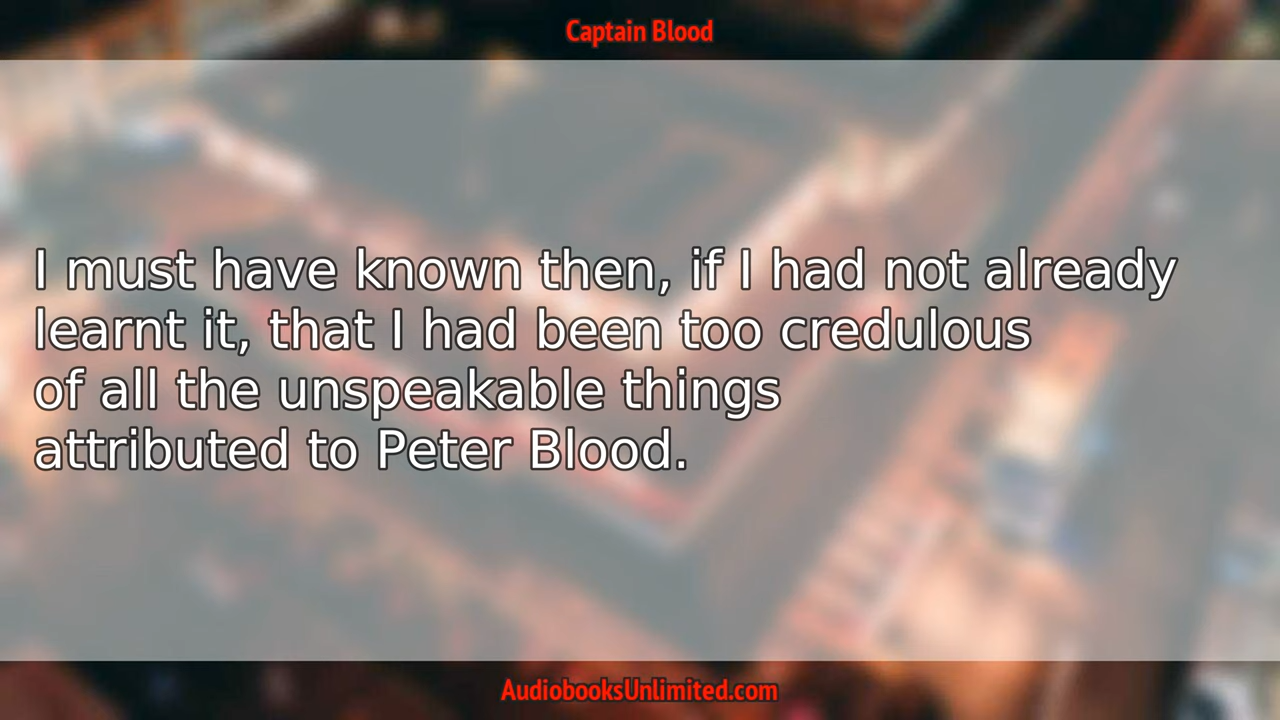 Captain Blood
I must have known then, if I had not already
learnt it, that I had been too credulous
of all the unspeakable things
attributed to Peter Blood.
AudiobooksUnlimited.com